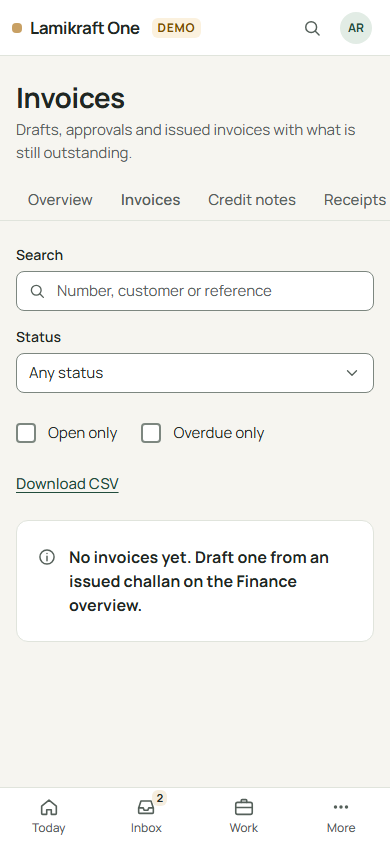 Lamikraft One DEMO AR
Invoices
Drafts, approvals and issued invoices with what is
still outstanding.
Overview Invoices Credit notes Receipts
Search
Number, customer or reference
Status
Any status
Open only Overdue only
Download CSV
No invoices yet. Draft one from an
issued challan on the Finance
overview.
2
Today Inbox Work More